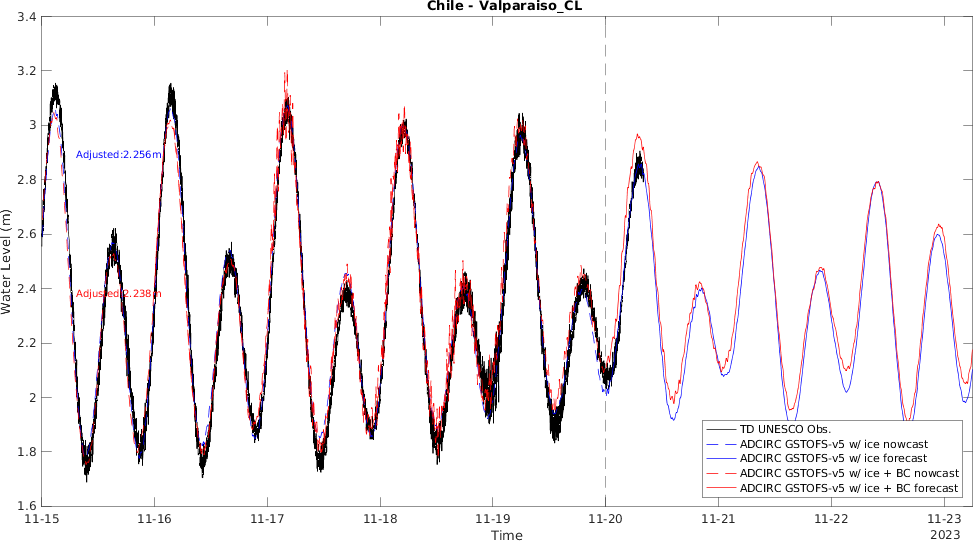 Chile - Valparaiso_CL
3.4
3.2
3
2.8
2.6
2.4
2.2
2
1.8
1.6
Water Level (m)
Adjusted:2.256m
Adjusted:2.238m
TD UNESCO Obs.
ADCIRC GSTOFS-v5 w/ ice nowcast
ADCIRC GSTOFS-v5 w/ ice forecast
ADCIRC GSTOFS-v5 w/ ice + BC nowcast
ADCIRC GSTOFS-v5 w/ ice + BC forecast
11-15 11-16 11-17 11-18 11-19 11-20 11-21 11-22 11-23
2023
Time